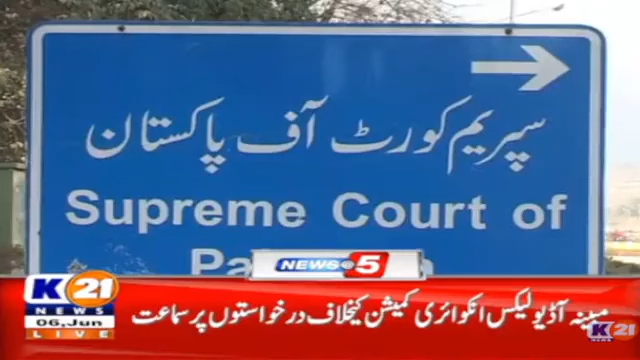 سپریم کورٹ آف پاکستان
Supreme Court of
NEWS @ 5
K21
NEWS
06, Jun
LIVE
مبینہ آڈیو لیکس انکوائری کمیشن کیخلاف درخواستوں پر سماعت
K21
NEWS